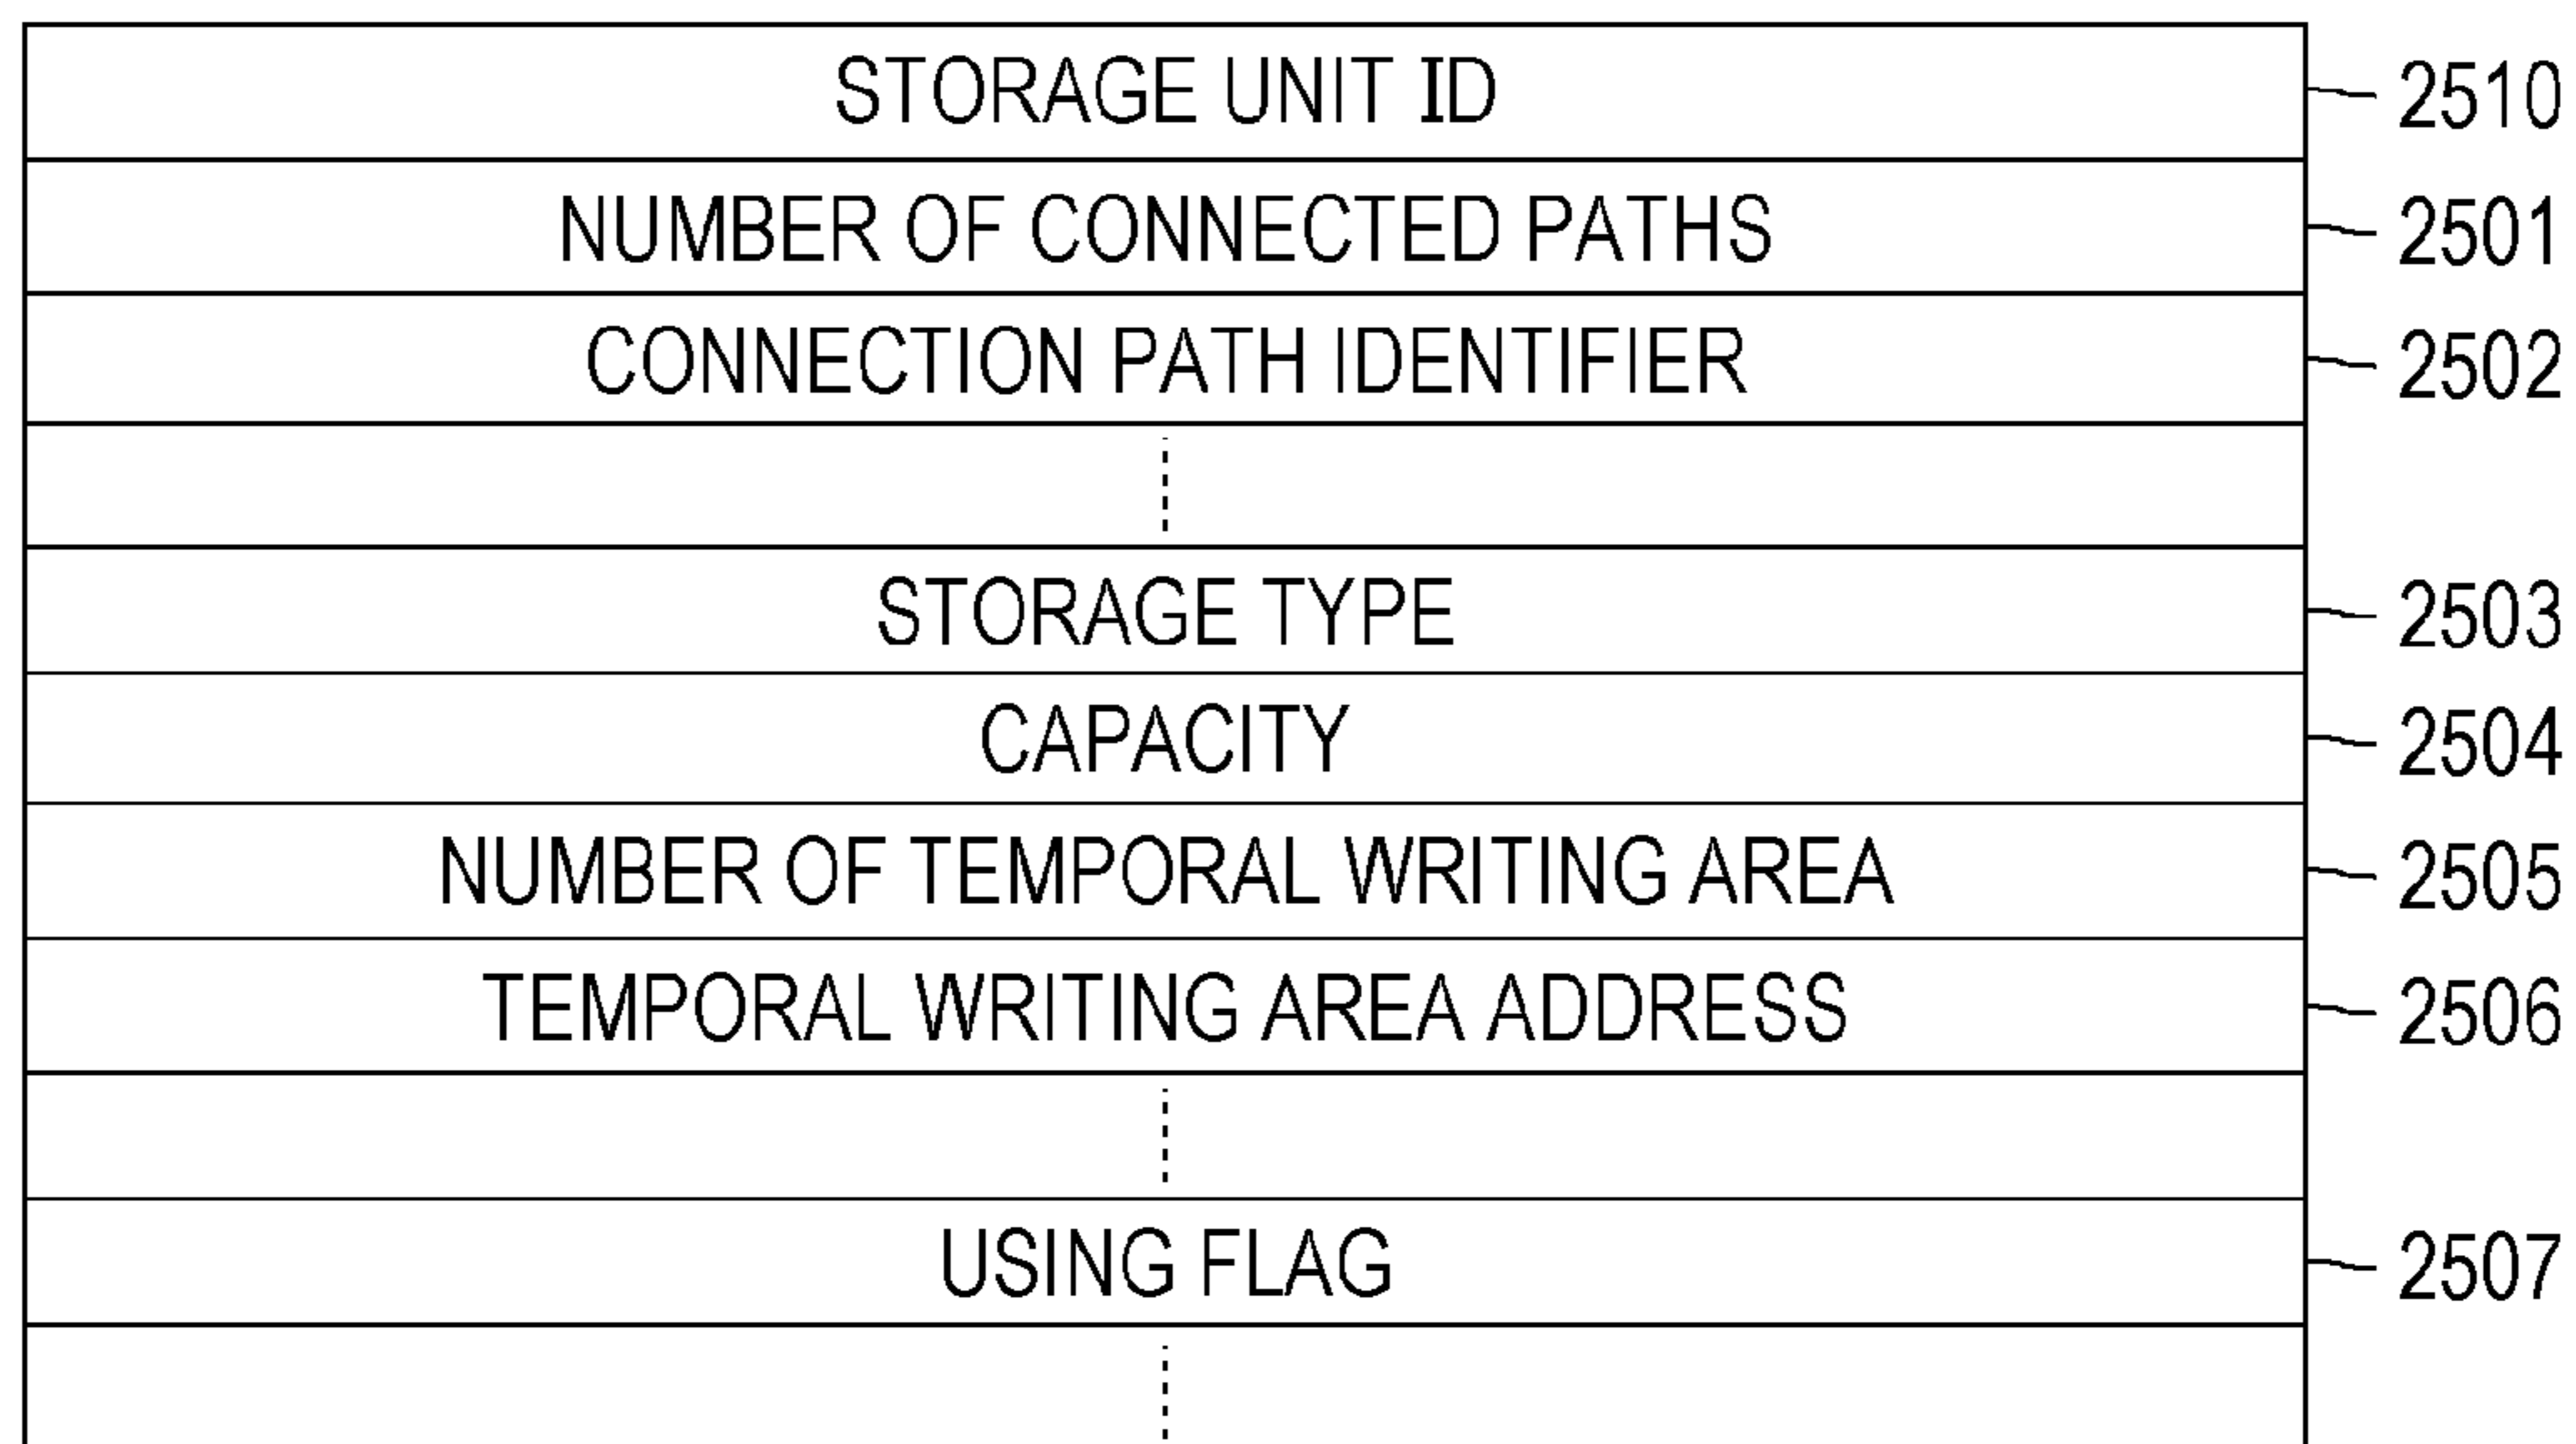 STORAGE UNIT ID 2510
NUMBER OF CONNECTED PATHS 2501
CONNECTION PATH IDENTIFIER 2502
STORAGE TYPE 2503
CAPACITY 2504
NUMBER OF TEMPORAL WRITING AREA 2505
TEMPORAL WRITING AREA ADDRESS 2506
USING FLAG 2507